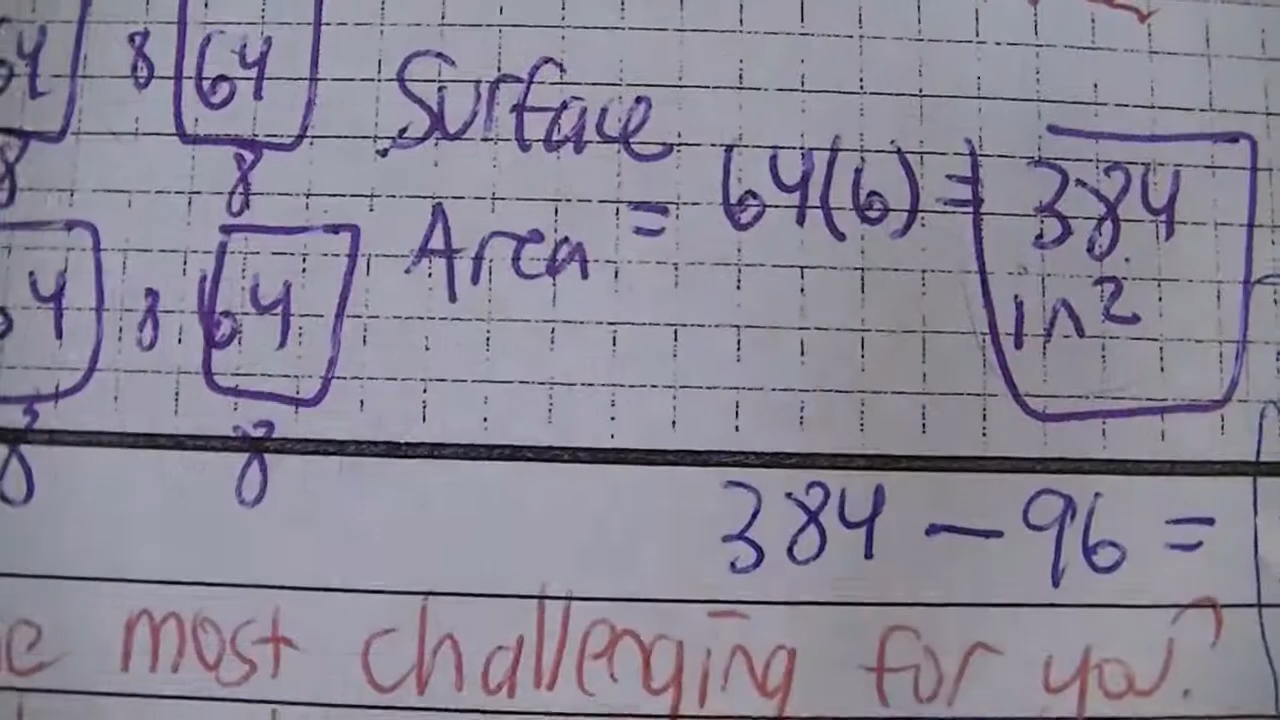 64 8 64
8 8
Surface
Area = 64(6) = 384
in²
64 8 64
8 8
384 - 96 =
most challenging for you?